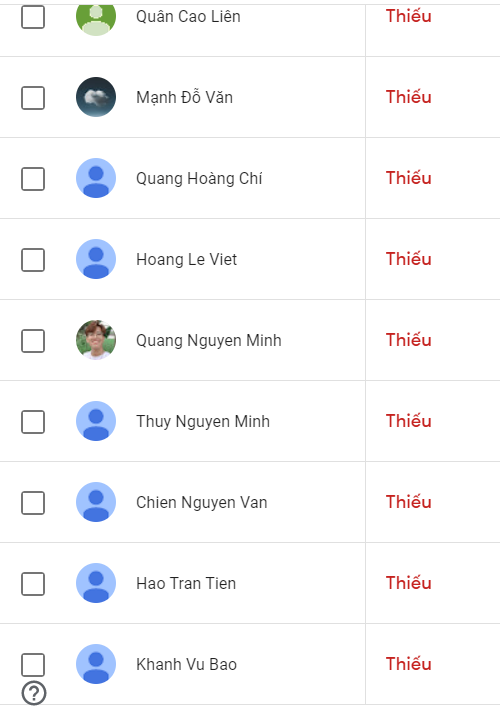 Quân Cao Liên Thiếu
Mạnh Đỗ Văn Thiếu
Quang Hoàng Chí Thiếu
Hoang Le Viet Thiếu
Quang Nguyen Minh Thiếu
Thuy Nguyen Minh Thiếu
Chien Nguyen Van Thiếu
Hao Tran Tien Thiếu
Khanh Vu Bao Thiếu
?